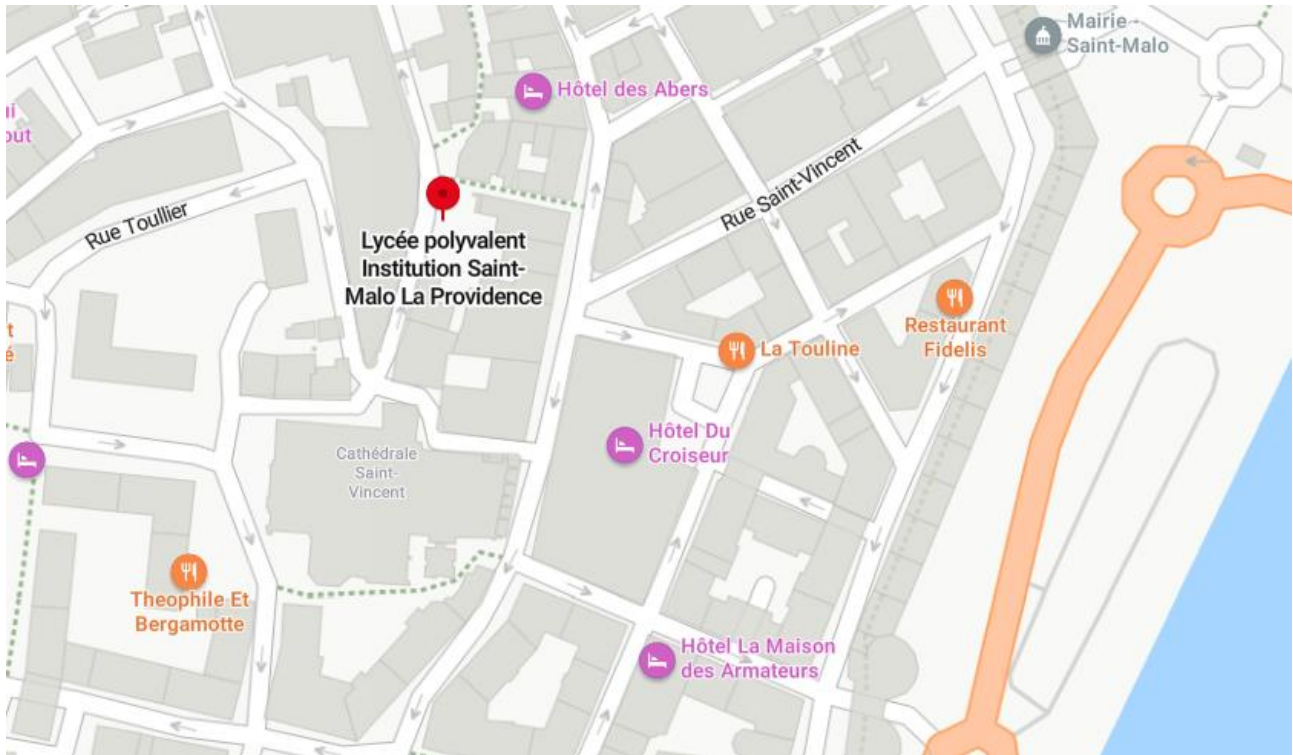 Mairie -
Saint-Malo
Hôtel des Abers
Rue Saint-Vincent
Rue Toullier
Lycée polyvalent
Institution Saint-
Malo La Providence
Restaurant
Fidelis
La Touline
Hôtel Du
Croiseur
Cathédrale
Saint-
Vincent
Theophile Et
Bergamotte
Hôtel La Maison
des Armateurs